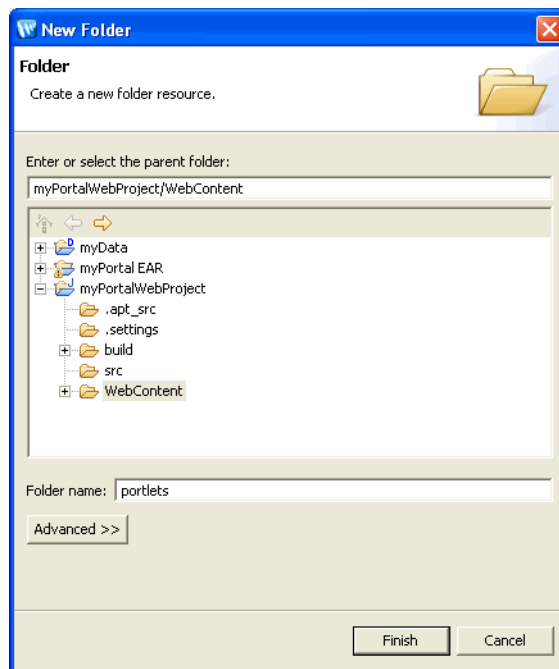 New Folder
Folder
Create a new folder resource.
Enter or select the parent folder:
myPortalWebProject/WebContent
myData
myPortal EAR
myPortalWebProject
.apt_src
.settings
build
src
WebContent
Folder name: portlets
Advanced >>
Finish Cancel